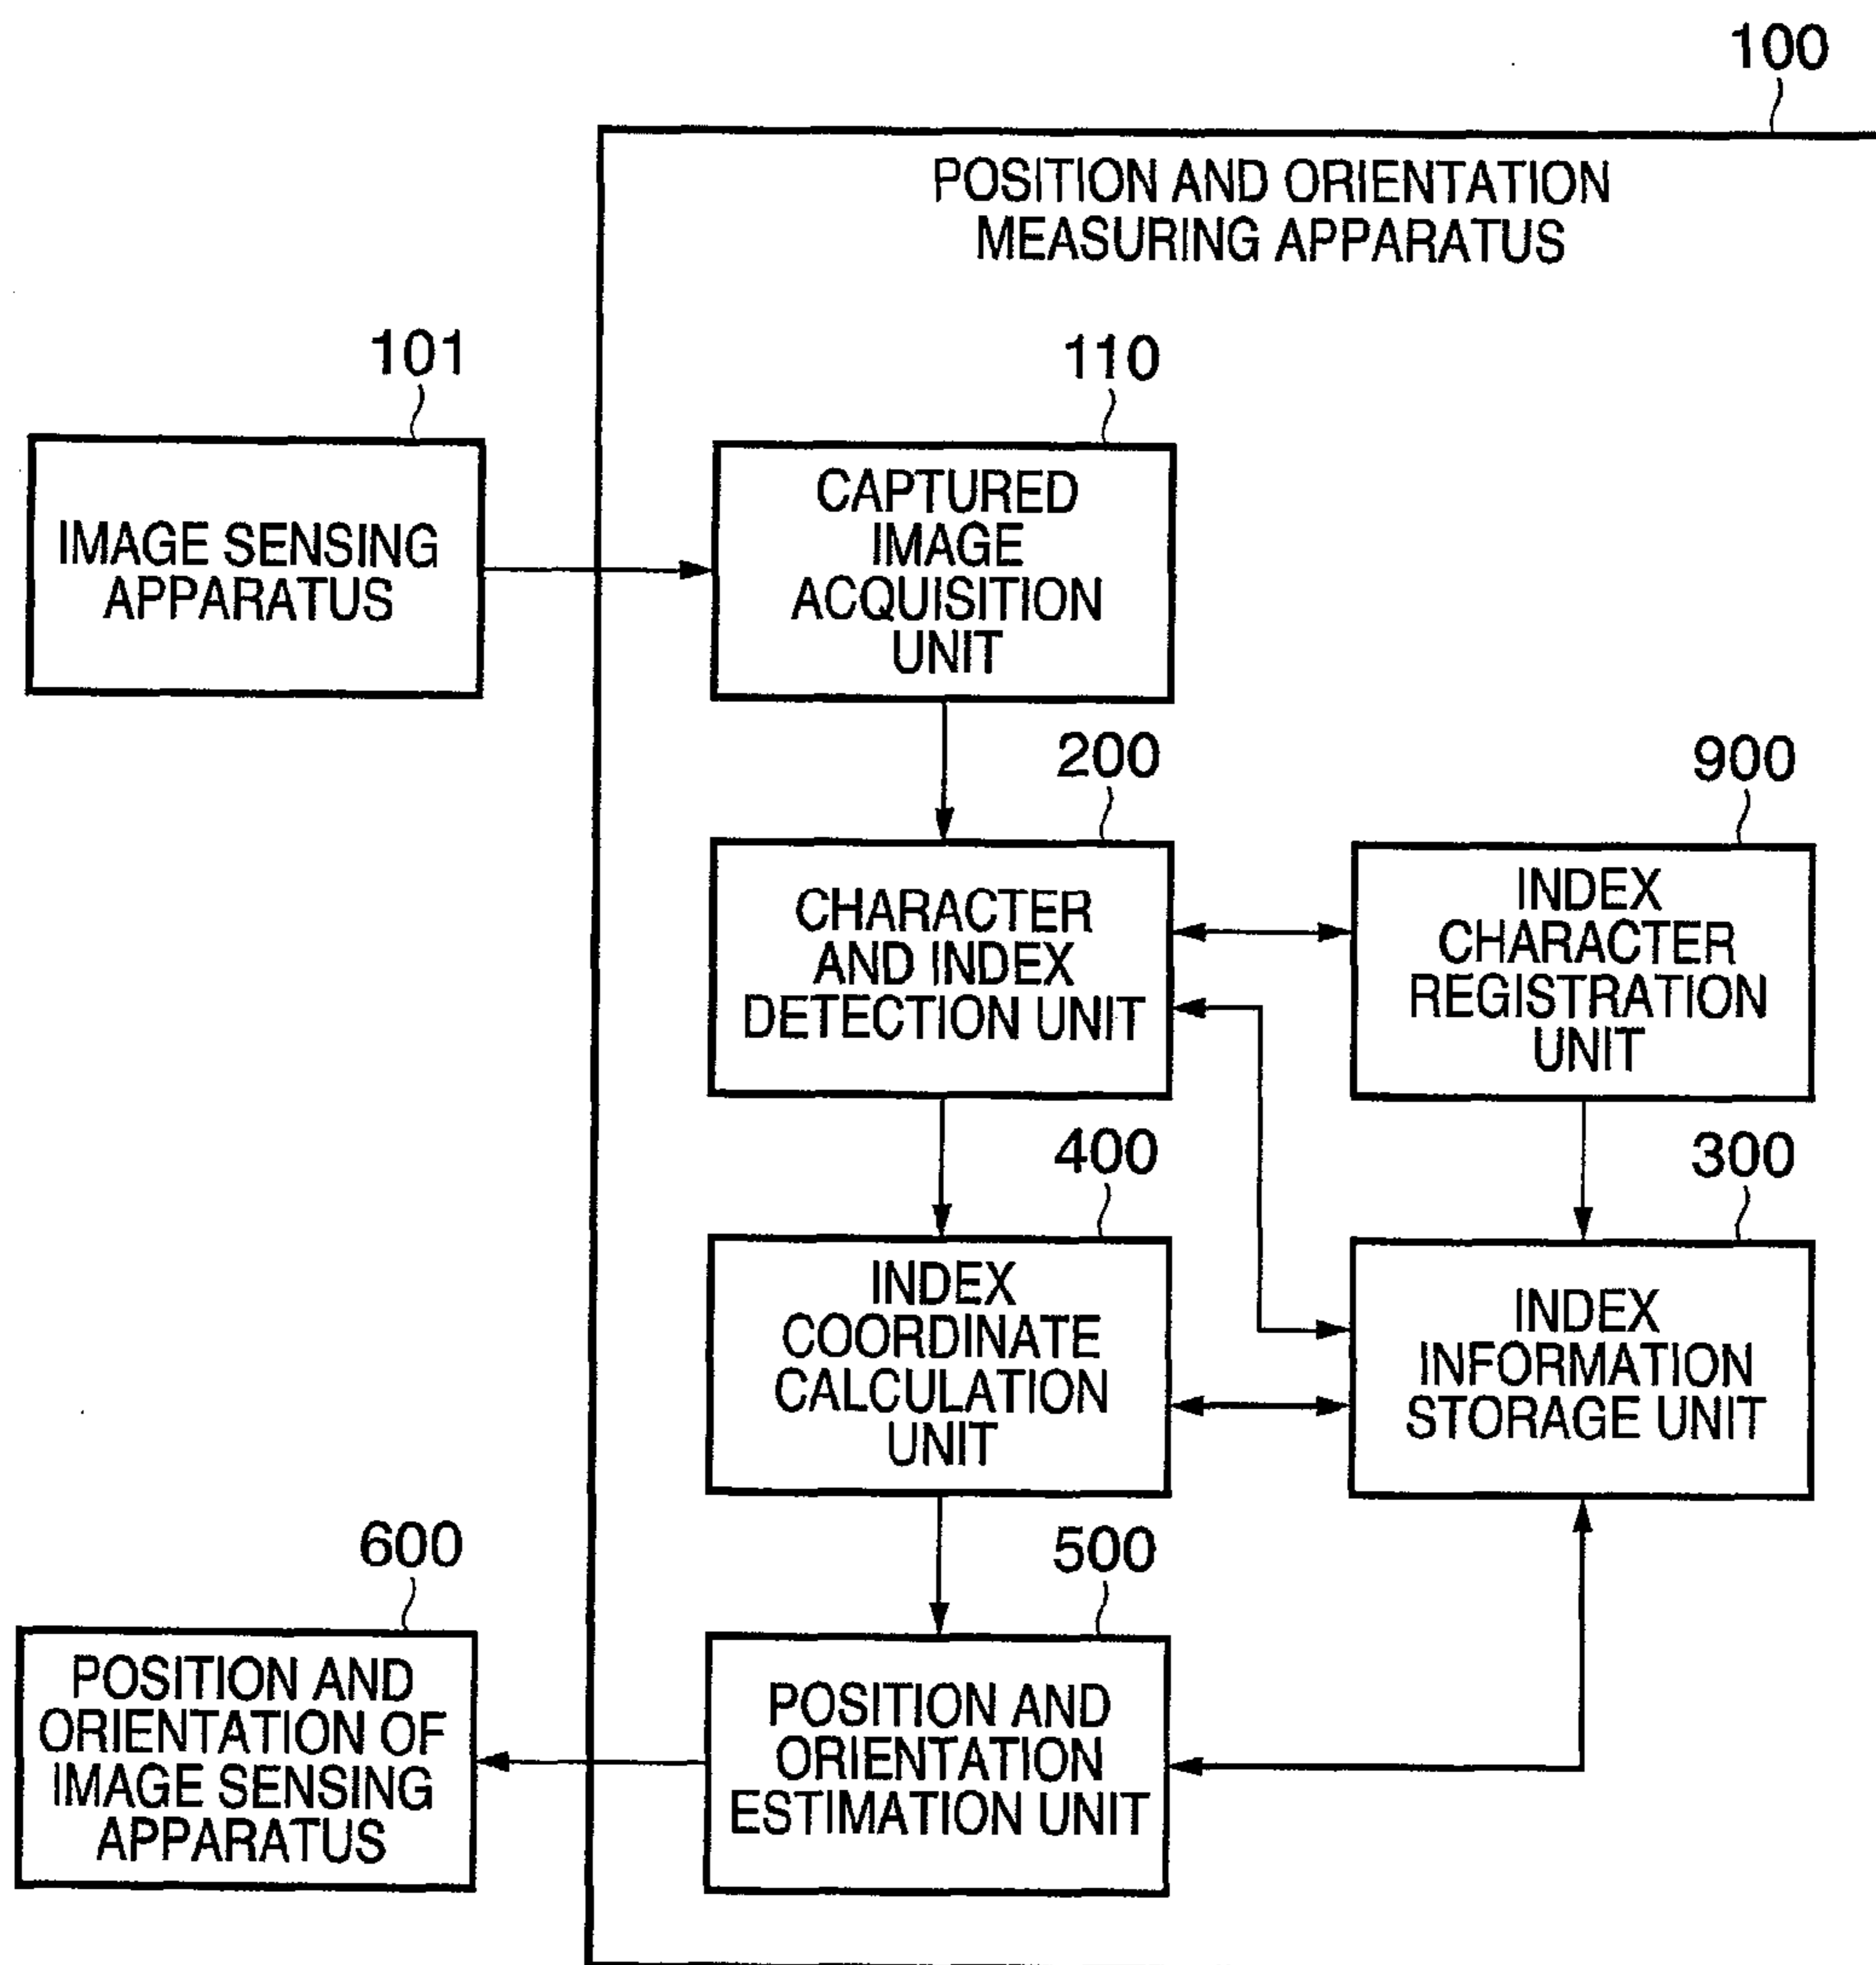 100
POSITION AND ORIENTATION
MEASURING APPARATUS
101
IMAGE SENSING
APPARATUS
110
CAPTURED
IMAGE
ACQUISITION
UNIT
200
CHARACTER
AND INDEX
DETECTION UNIT
900
INDEX
CHARACTER
REGISTRATION
UNIT
400
INDEX
COORDINATE
CALCULATION
UNIT
300
INDEX
INFORMATION
STORAGE UNIT
600
POSITION AND
ORIENTATION OF
IMAGE SENSING
APPARATUS
500
POSITION AND
ORIENTATION
ESTIMATION UNIT